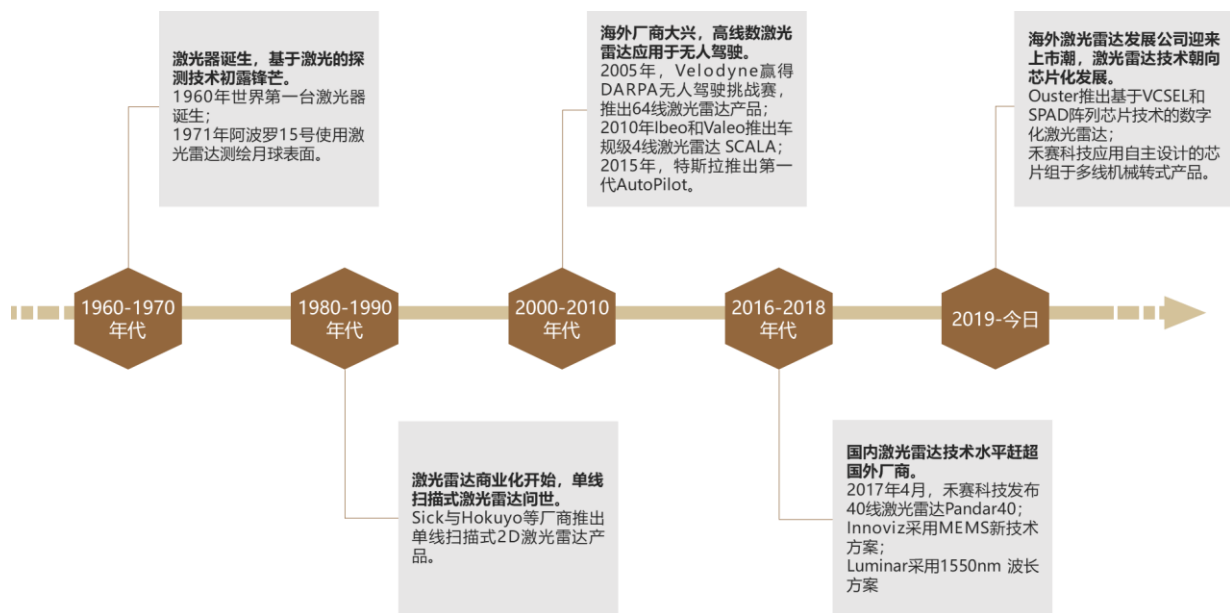 激光器诞生，基于激光的探
测技术初露锋芒。
1960年世界第一台激光器
诞生；
1971年阿波罗15号使用激
光雷达测绘月球表面。
海外厂商大兴，高线数激光
雷达应用于无人驾驶。
2005年，Velodyne赢得
DARPA无人驾驶挑战赛，
推出64线激光雷达产品；
2010年Ibeo和Valeo推出车
规级4线激光雷达 SCALA；
2015年，特斯拉推出第一
代AutoPilot。
海外激光雷达发展公司迎来
上市潮，激光雷达技术朝向
芯片化发展。
Ouster推出基于VCSEL和
SPAD阵列芯片技术的数字
化激光雷达；
禾赛科技应用自主设计的芯
片组于多线机械转式产品。
1960-1970
年代
1980-1990
年代
2000-2010
年代
2016-2018
年代
2019-今日
激光雷达商业化开始，单线
扫描式激光雷达问世。
Sick与Hokuyo等厂商推出
单线扫描式2D激光雷达产
品。
国内激光雷达技术水平赶超
国外厂商。
2017年4月，禾赛科技发布
40线激光雷达Pandar40；
Innoviz采用MEMS新技术
方案；
Luminar采用1550nm 波长
方案